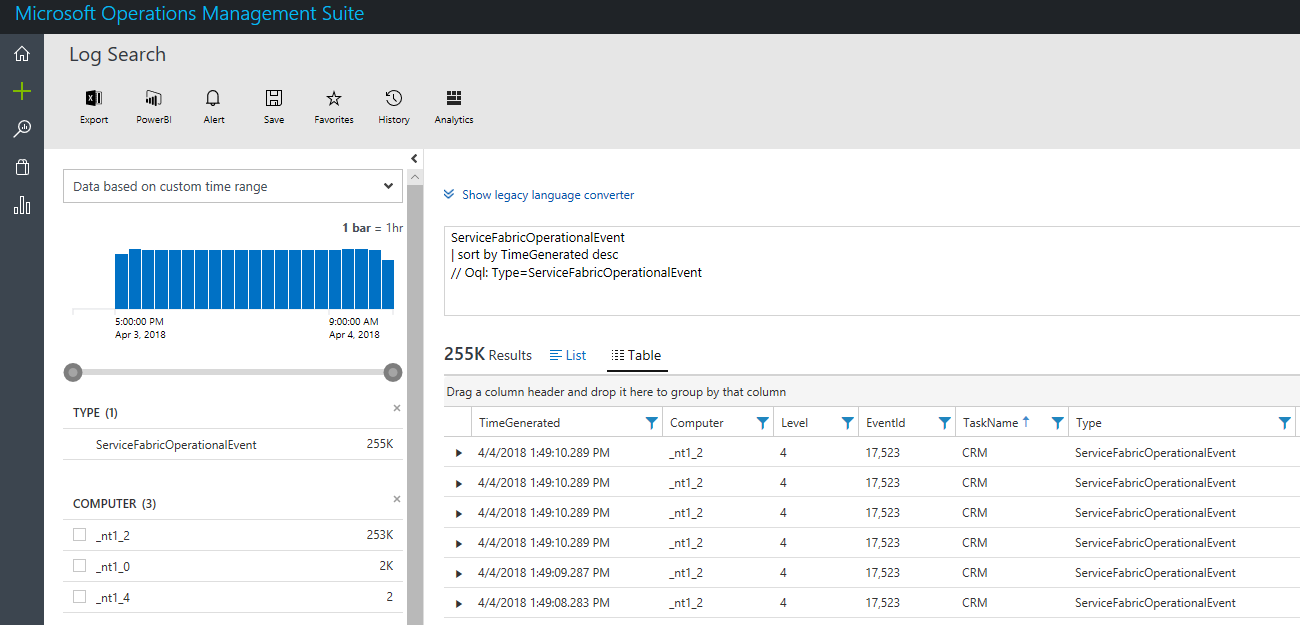 Microsoft Operations Management Suite
Log Search
Export PowerBI Alert Save Favorites History Analytics
Data based on custom time range
1 bar = 1hr
5:00:00 PM 9:00:00 AM
Apr 3, 2018 Apr 4, 2018
TYPE (1)
ServiceFabricOperationalEvent 255K
COMPUTER (3)
_nt1_2 253K
_nt1_0 2K
_nt1_4 2
Show legacy language converter
ServiceFabricOperationalEvent
| sort by TimeGenerated desc
// Oql: Type=ServiceFabricOperationalEvent
255K Results List Table
Drag a column header and drop it here to group by that column
TimeGenerated Computer Level EventId TaskName Type
4/4/2018 1:49:10.289 PM _nt1_2 4 17,523 CRM ServiceFabricOperationalEvent
4/4/2018 1:49:10.289 PM _nt1_2 4 17,523 CRM ServiceFabricOperationalEvent
4/4/2018 1:49:10.289 PM _nt1_2 4 17,523 CRM ServiceFabricOperationalEvent
4/4/2018 1:49:10.289 PM _nt1_2 4 17,523 CRM ServiceFabricOperationalEvent
4/4/2018 1:49:09.287 PM _nt1_2 4 17,523 CRM ServiceFabricOperationalEvent
4/4/2018 1:49:08.283 PM _nt1_2 4 17,523 CRM ServiceFabricOperationalEvent